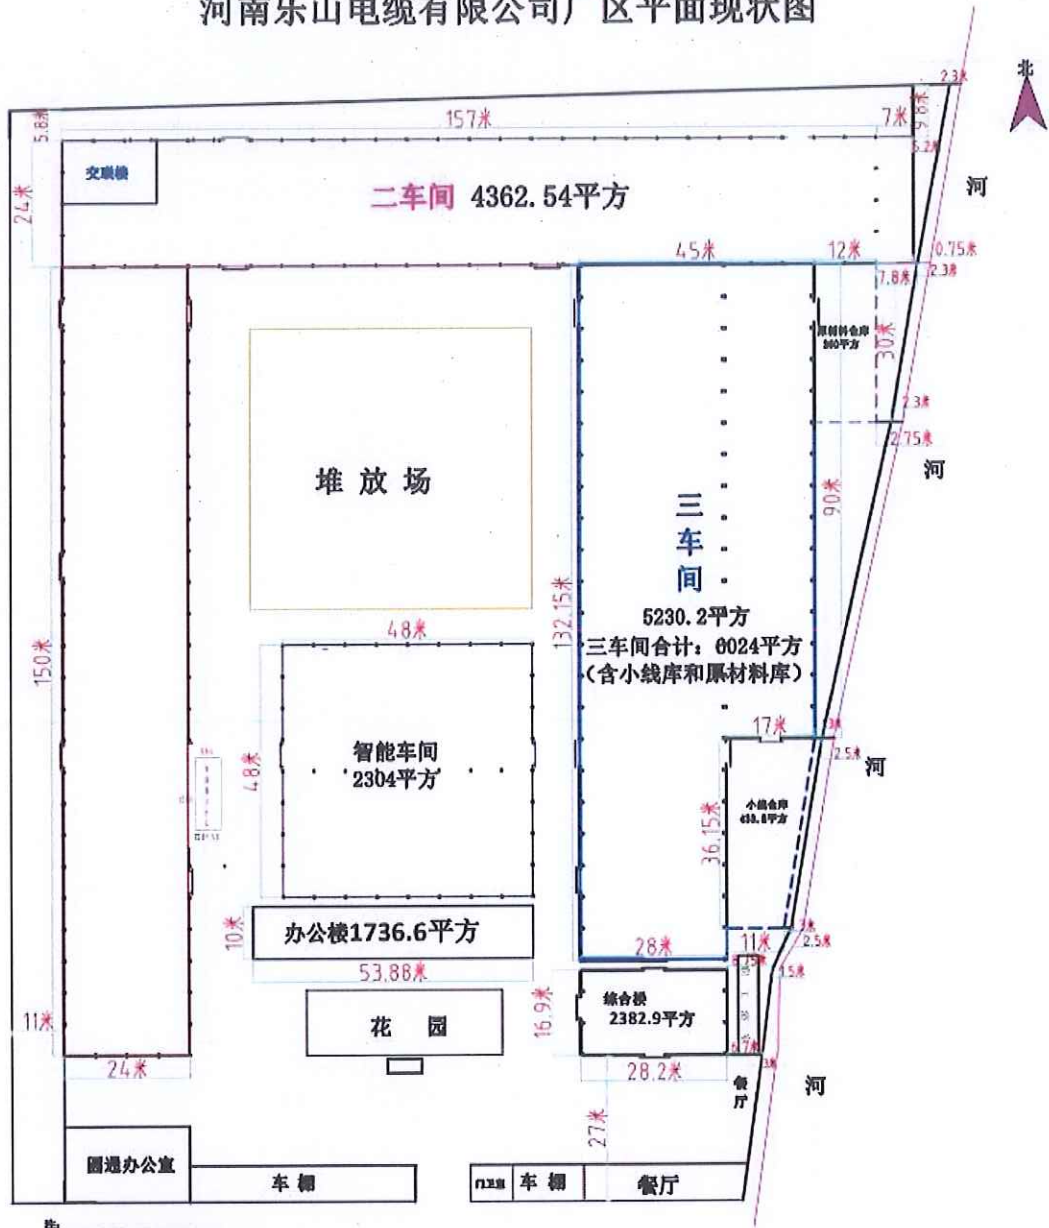 河南乐山电缆有限公司厂区平面现状图
北
2.3米
5.8米
157米
7米
9.8米
5.2米
交联楼
24米
二车间 4362.54平方
河
45米
12米
0.75米
2.3米
7.8米
原材料仓库
360平方
30米
2.3米
2.75米
河
堆放场
90米
三车间
132.15米
5230.2平方
三车间合计：6024平方
（含小线库和原材料库）
48米
150米
17米
3米
2.5米
河
智能车间
2304平方
48米
小线仓库
36.15米
办公楼1736.6平方
10米
53.88米
28米
11米
3米
2.5米
1.5米
花园
综合楼
2382.9平方
16.9米
11米
24米
28.2米
3米
餐厅
河
27米
圆通办公室
车棚
门卫室
车棚
餐厅